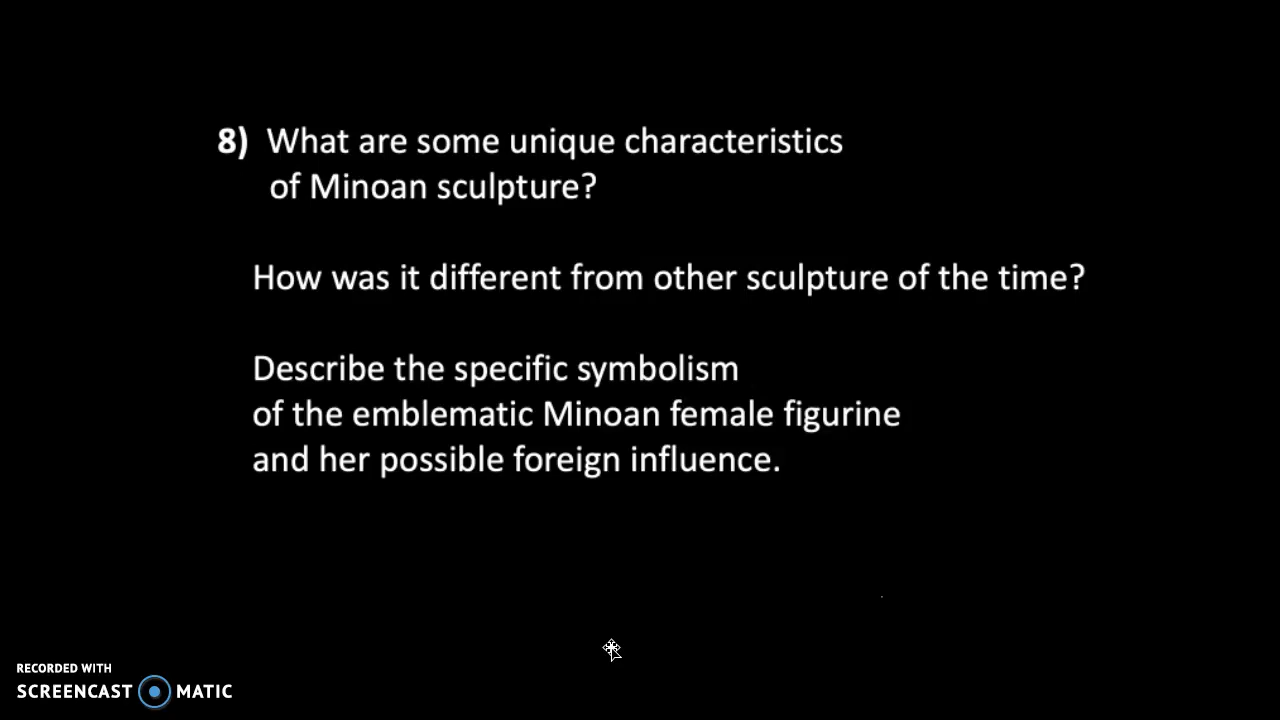 8) What are some unique characteristics
of Minoan sculpture?
How was it different from other sculpture of the time?
Describe the specific symbolism
of the emblematic Minoan female figurine
and her possible foreign influence.
RECORDED WITH
SCREENCAST MATIC